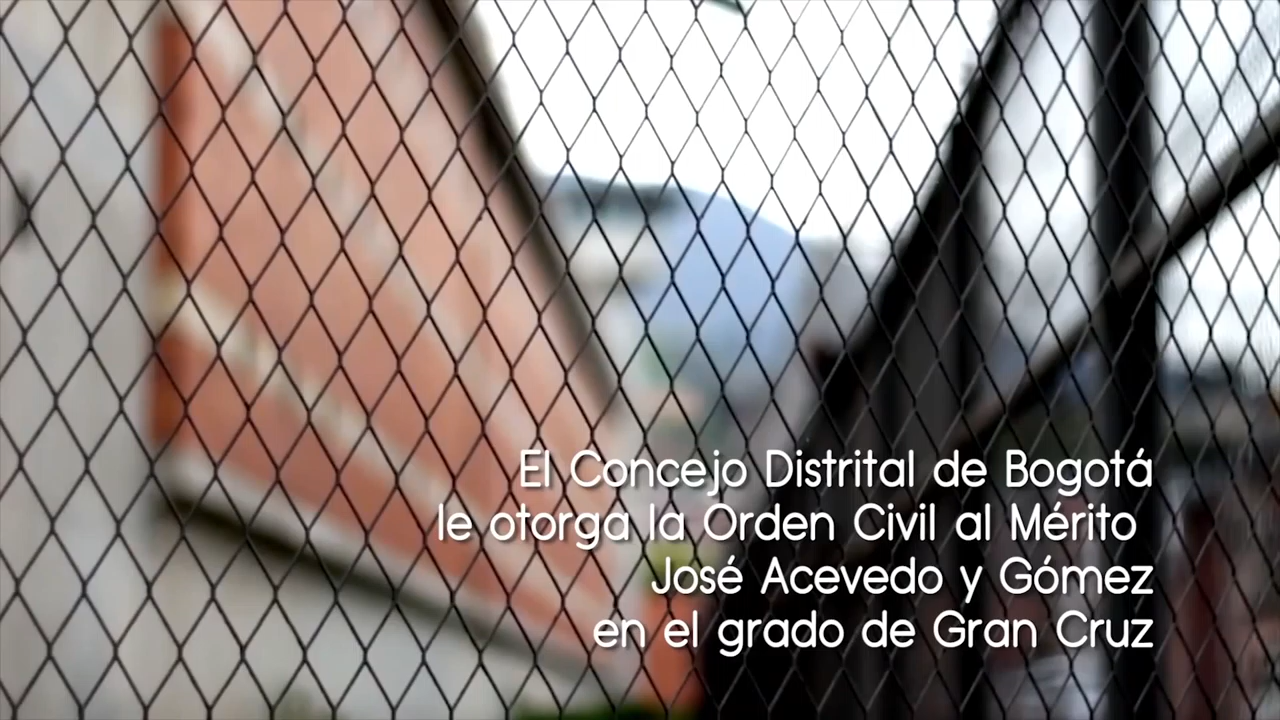 El Concejo Distrital de Bogotá
le otorga la Orden Civil al Mérito
José Acevedo y Gómez
en el grado de Gran Cruz